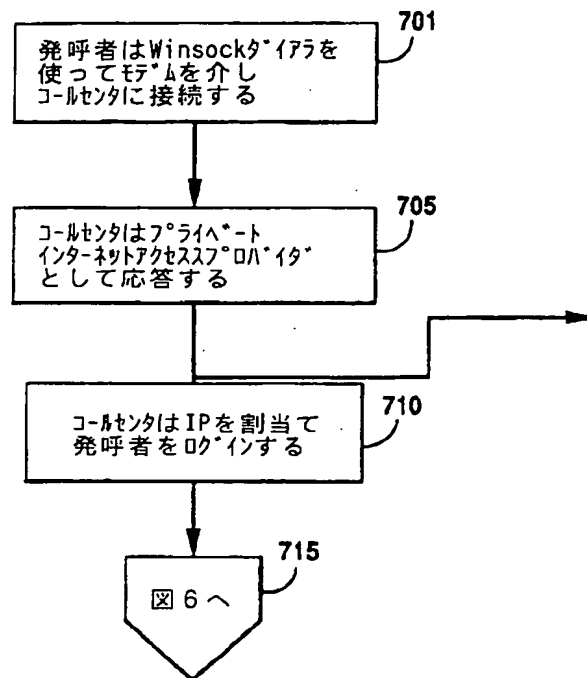 701
発呼者はWinsockﾀﾞｲｱﾗを
使ってﾓﾃﾞﾑを介し
ｺｰﾙｾﾝﾀに接続する
705
ｺｰﾙｾﾝﾀはﾌﾟﾗｲﾍﾞｰﾄ
ｲﾝﾀｰﾈｯﾄｱｸｾｽｽﾌﾟﾛﾊﾞｲﾀﾞ
として応答する
710
ｺｰﾙｾﾝﾀはIPを割当て
発呼者をﾛｸﾞｲﾝする
715
図6へ